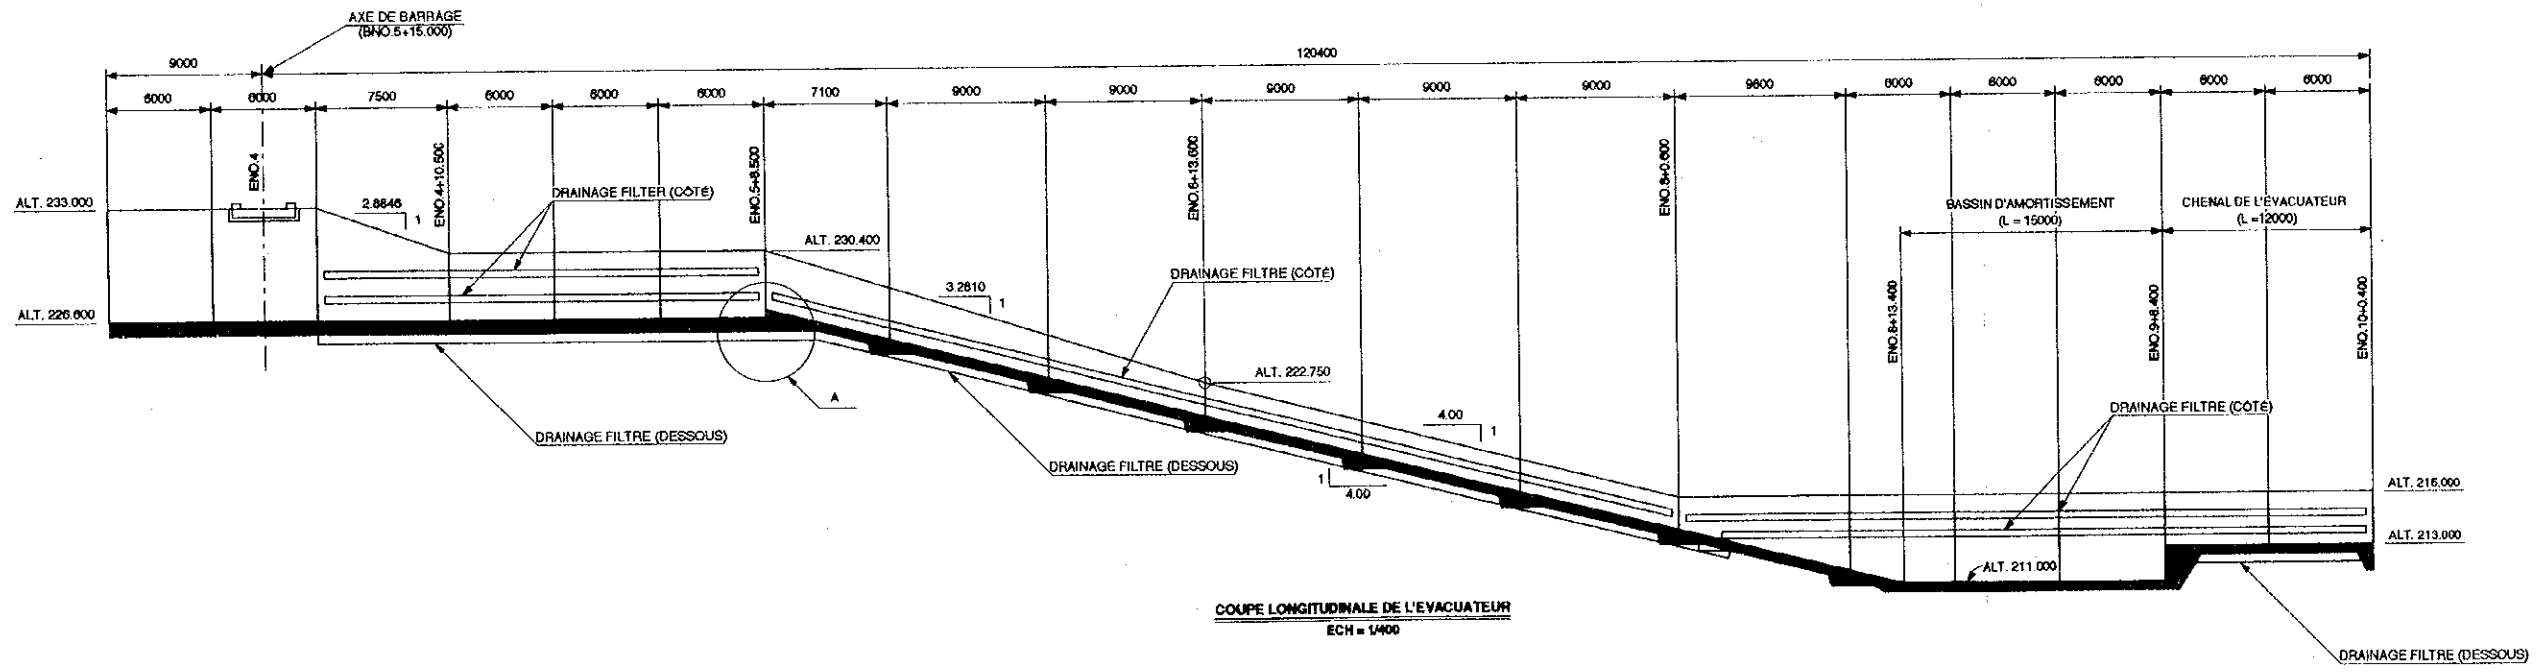 AXE DE BARRAGE
(BNO.5+15.000)
9000
120400
6000
6000
7500
6000
6000
6000
7100
9000
9000
9000
9000
9000
9600
6000
6000
6000
6000
6000
ENO.4
ENO.4+10.500
ENO.5+8.500
ENO.6+13.600
ENO.8+0.600
ALT. 233.000
2.8846
1
DRAINAGE FILTER (CÔTÉ)
BASSIN D'AMORTISSEMENT
(L = 15000)
CHENAL DE L'ÉVACUATEUR
(L =12000)
ALT. 230.400
DRAINAGE FILTRE (CÔTÉ)
3.2810
1
ALT. 226.600
ENO.8+13.400
ENO.9+8.400
ENO.10+0.400
ALT. 222.750
A
DRAINAGE FILTRE (DESSOUS)
DRAINAGE FILTRE (DESSOUS)
4.00
1
DRAINAGE FILTRE (CÔTÉ)
1
4.00
ALT. 216.000
ALT. 213.000
ALT. 211.000
COUPE LONGITUDINALE DE L'EVACUATEUR
ECH = 1/400
DRAINAGE FILTRE (DESSOUS)